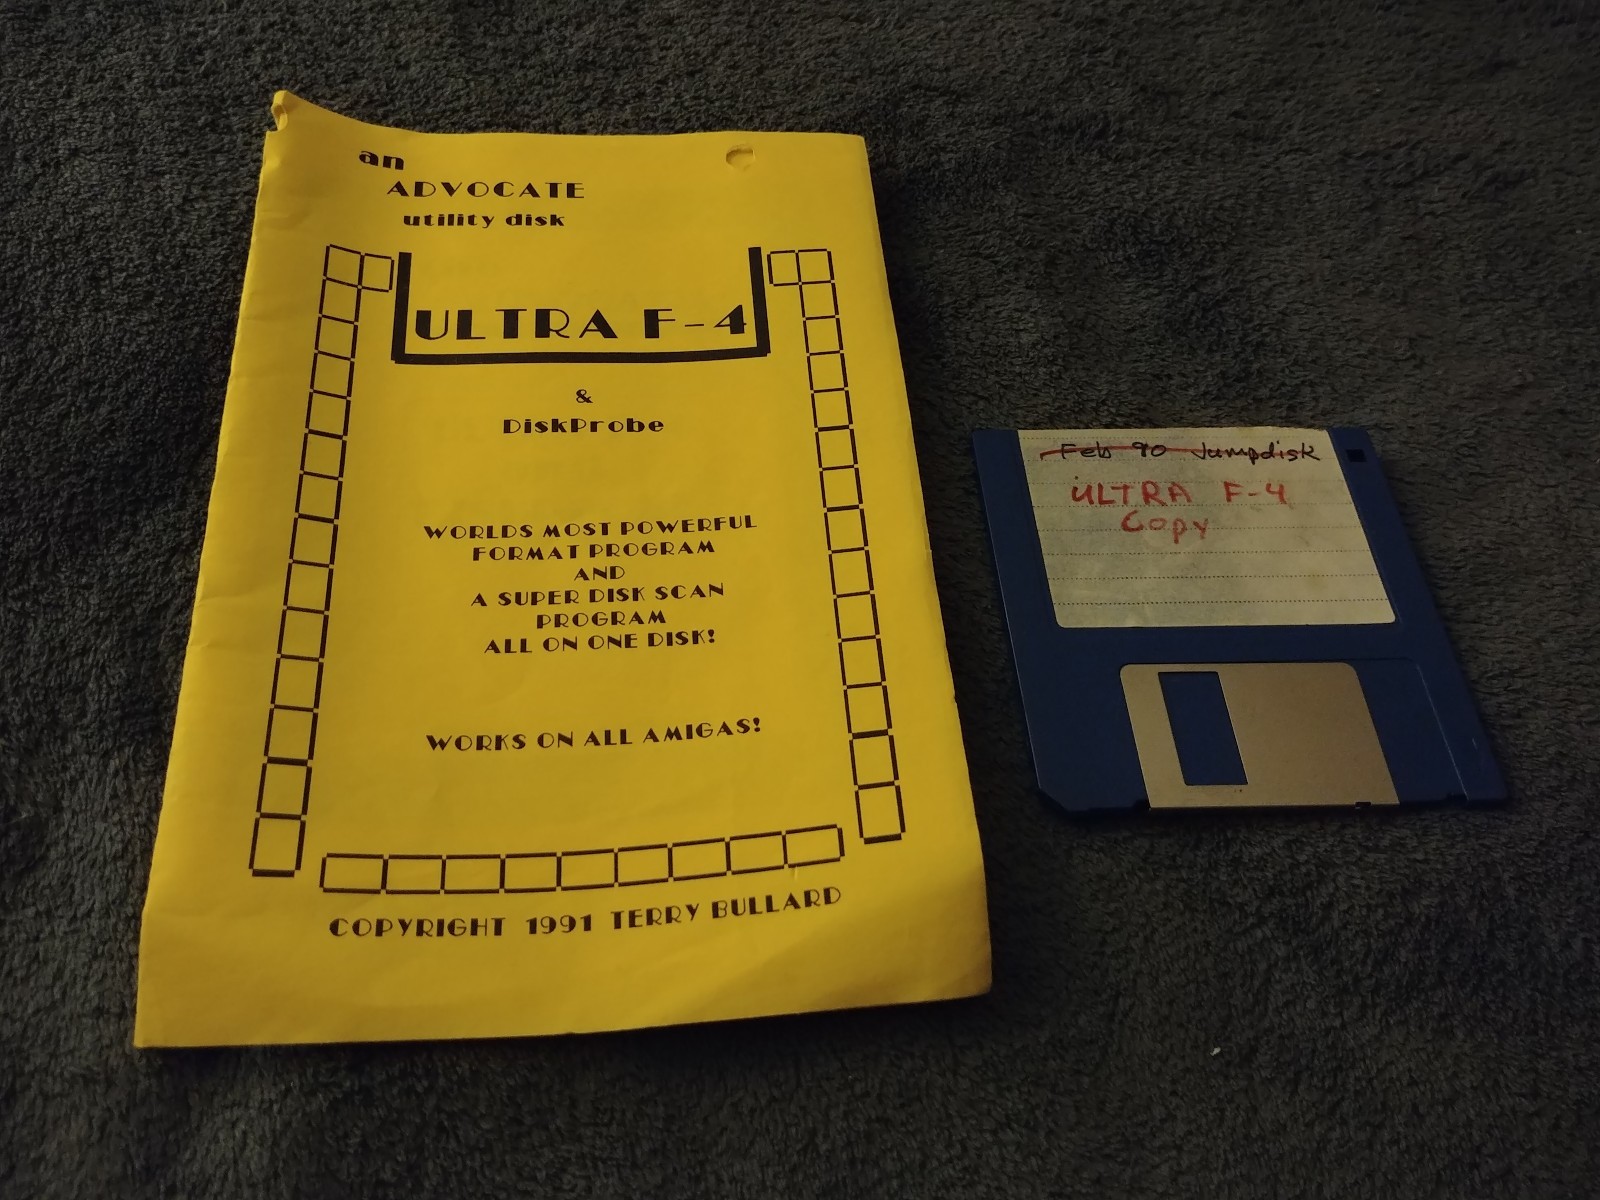 an
ADVOCATE
utility disk
ULTRA F-4
&
DiskProbe
WORLDS MOST POWERFUL
FORMAT PROGRAM
AND
A SUPER DISK SCAN
PROGRAM
ALL ON ONE DISK!
WORKS ON ALL AMIGAS!
COPYRIGHT 1991 TERRY BULLARD
Feb 90 Jumpdisk
ULTRA F-4
Copy